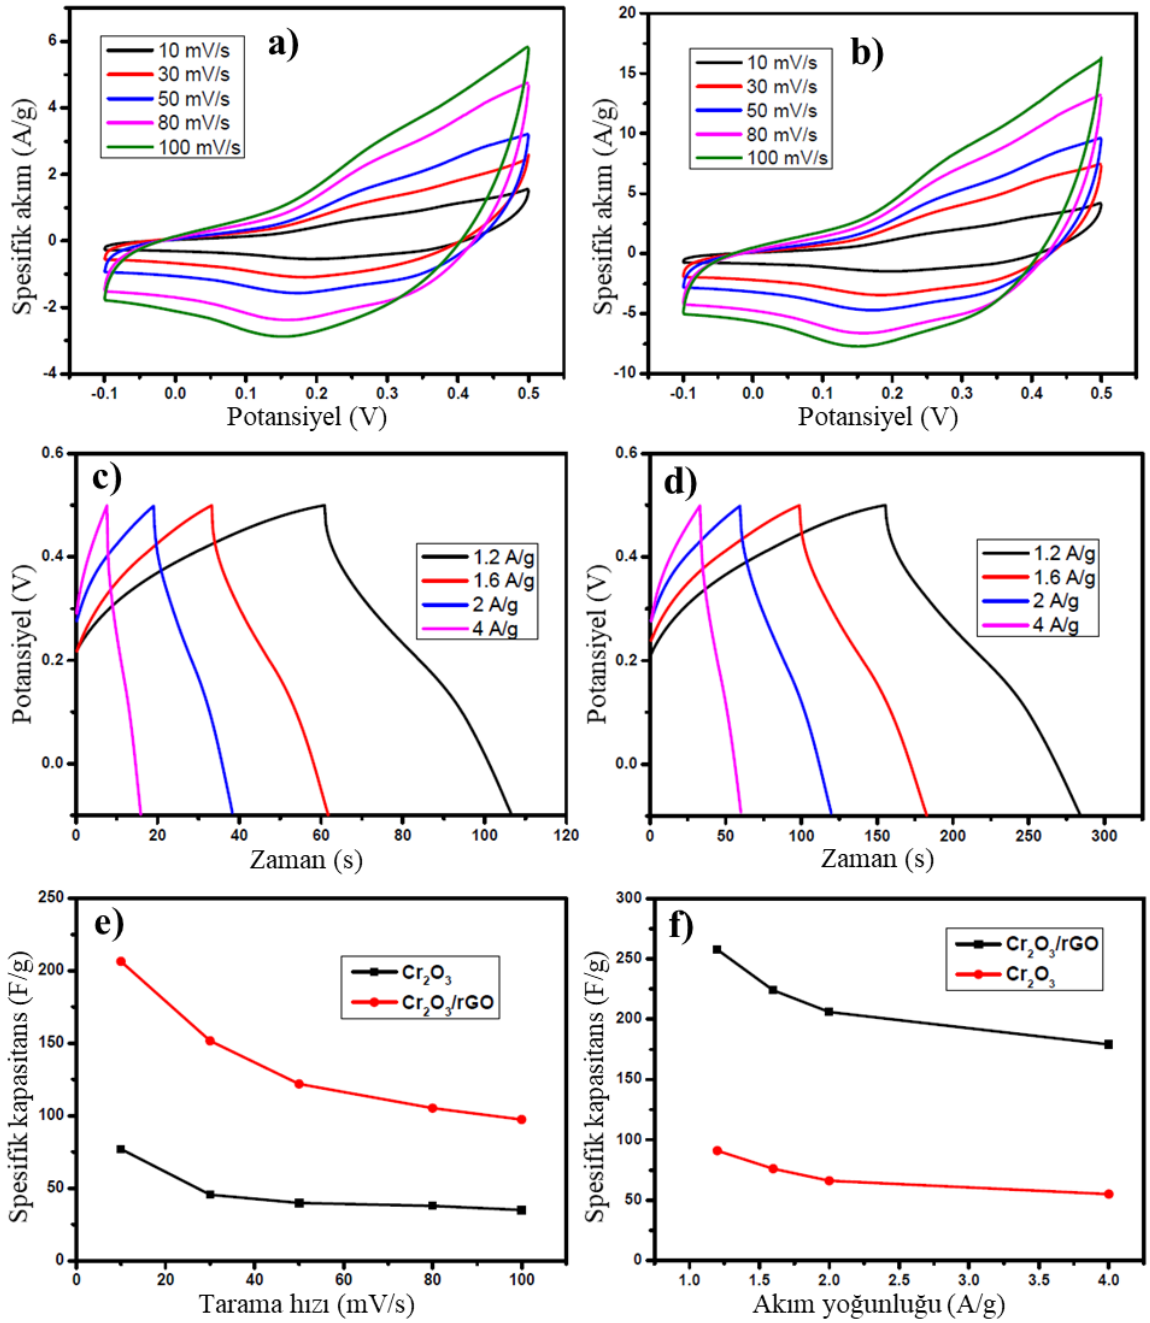 a)
10 mV/s
30 mV/s
50 mV/s
80 mV/s
100 mV/s
6
4
2
0
-2
-4
Spesifik akım (A/g)
-0.1 0.0 0.1 0.2 0.3 0.4 0.5
Potansiyel (V)
b)
10 mV/s
30 mV/s
50 mV/s
80 mV/s
100 mV/s
20
15
10
5
0
-5
-10
Spesifik akım (A/g)
-0.1 0.0 0.1 0.2 0.3 0.4 0.5
Potansiyel (V)
c)
1.2 A/g
1.6 A/g
2 A/g
4 A/g
0.6
0.4
0.2
0.0
Potansiyel (V)
0 20 40 60 80 100 120
Zaman (s)
d)
1.2 A/g
1.6 A/g
2 A/g
4 A/g
0.6
0.4
0.2
0.0
Potansiyel (V)
0 50 100 150 200 250 300
Zaman (s)
e)
Cr₂O₃
Cr₂O₃/rGO
250
200
150
100
50
0
Spesifik kapasitans (F/g)
0 20 40 60 80 100
Tarama hızı (mV/s)
f)
Cr₂O₃/rGO
Cr₂O₃
300
250
200
150
100
50
0
Spesifik kapasitans (F/g)
1.0 1.5 2.0 2.5 3.0 3.5 4.0
Akım yoğunluğu (A/g)